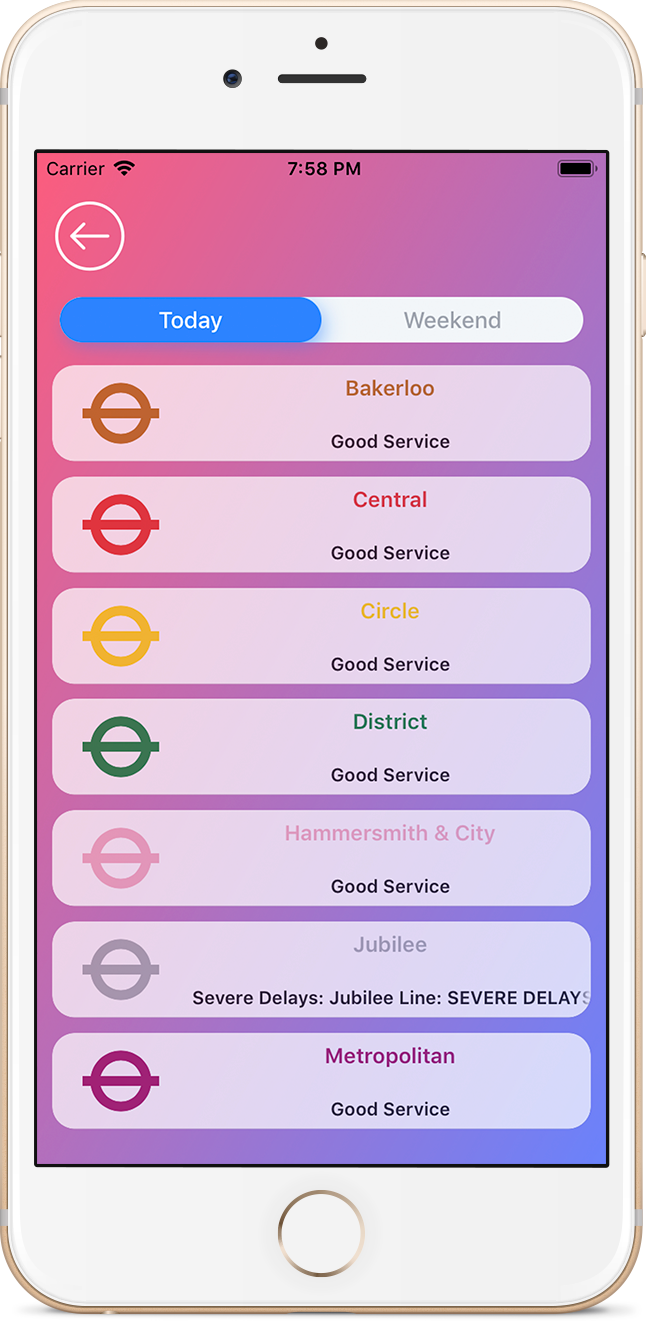 Carrier 7:58 PM
Today Weekend
Bakerloo
Good Service
Central
Good Service
Circle
Good Service
District
Good Service
Hammersmith & City
Good Service
Jubilee
Severe Delays: Jubilee Line: SEVERE DELAYS
Metropolitan
Good Service